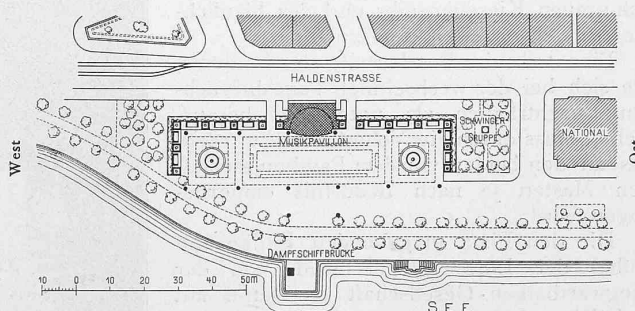 HALDENSTRASSE
West
MUSIKPAVILLON
SCHWINGER
GRUPPE
NATIONAL
Ost
DAMPFSCHIFFBRÜCKE
10 0 10 20 30 40 50m
SEE